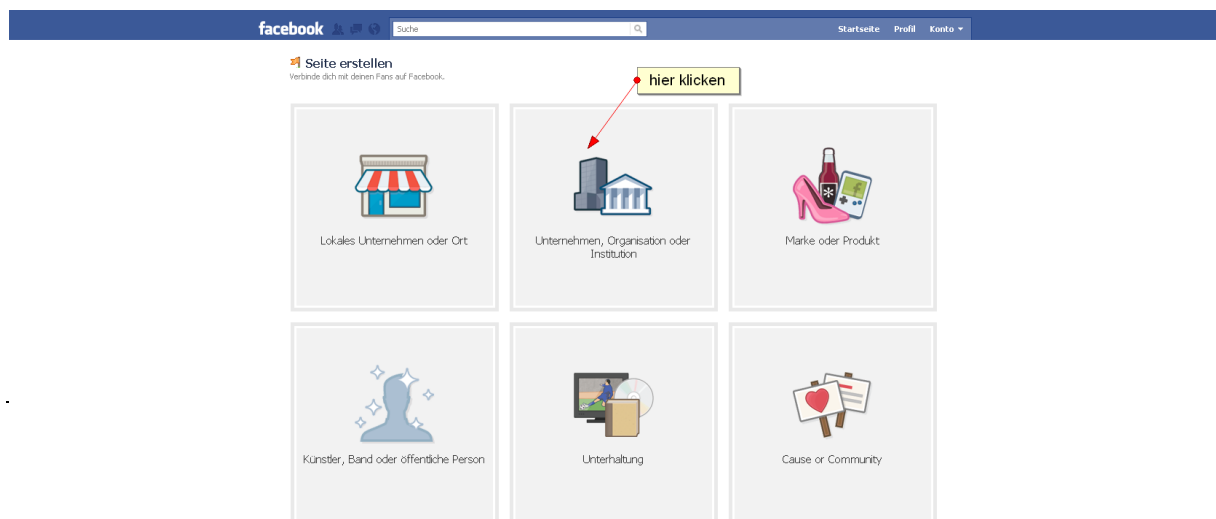 facebook
Suche
Startseite Profil Konto
Seite erstellen
Verbinde dich mit deinen Fans auf Facebook.
hier klicken
Lokales Unternehmen oder Ort
Unternehmen, Organisation oder
Institution
Marke oder Produkt
Künstler, Band oder öffentliche Person
Unterhaltung
Cause or Community